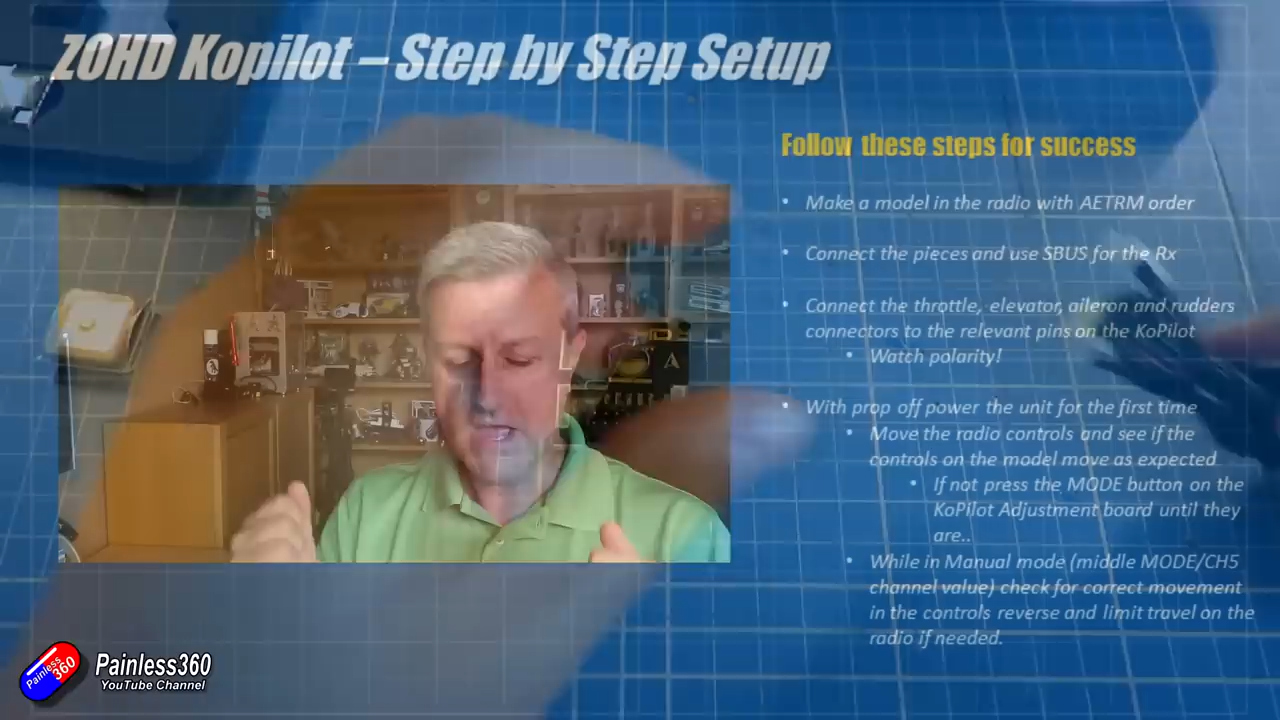 ZOHD Kopilot – Step by Step Setup
Follow these steps for success
• Make a model in the radio with AETRM order
• Connect the pieces and use SBUS for the Rx
• Connect the throttle, elevator, aileron and rudders
connectors to the relevant pins on the KoPilot
• Watch polarity!
• With prop off power the unit for the first time
• Move the radio controls and see if the
controls on the model move as expected
• If not press the MODE button on the
KoPilot Adjustment board until they
are..
• While in Manual mode (middle MODE/CH5
channel value) check for correct movement
in the controls reverse and limit travel on the
radio if needed.
Painless360
Painless360
YouTube Channel